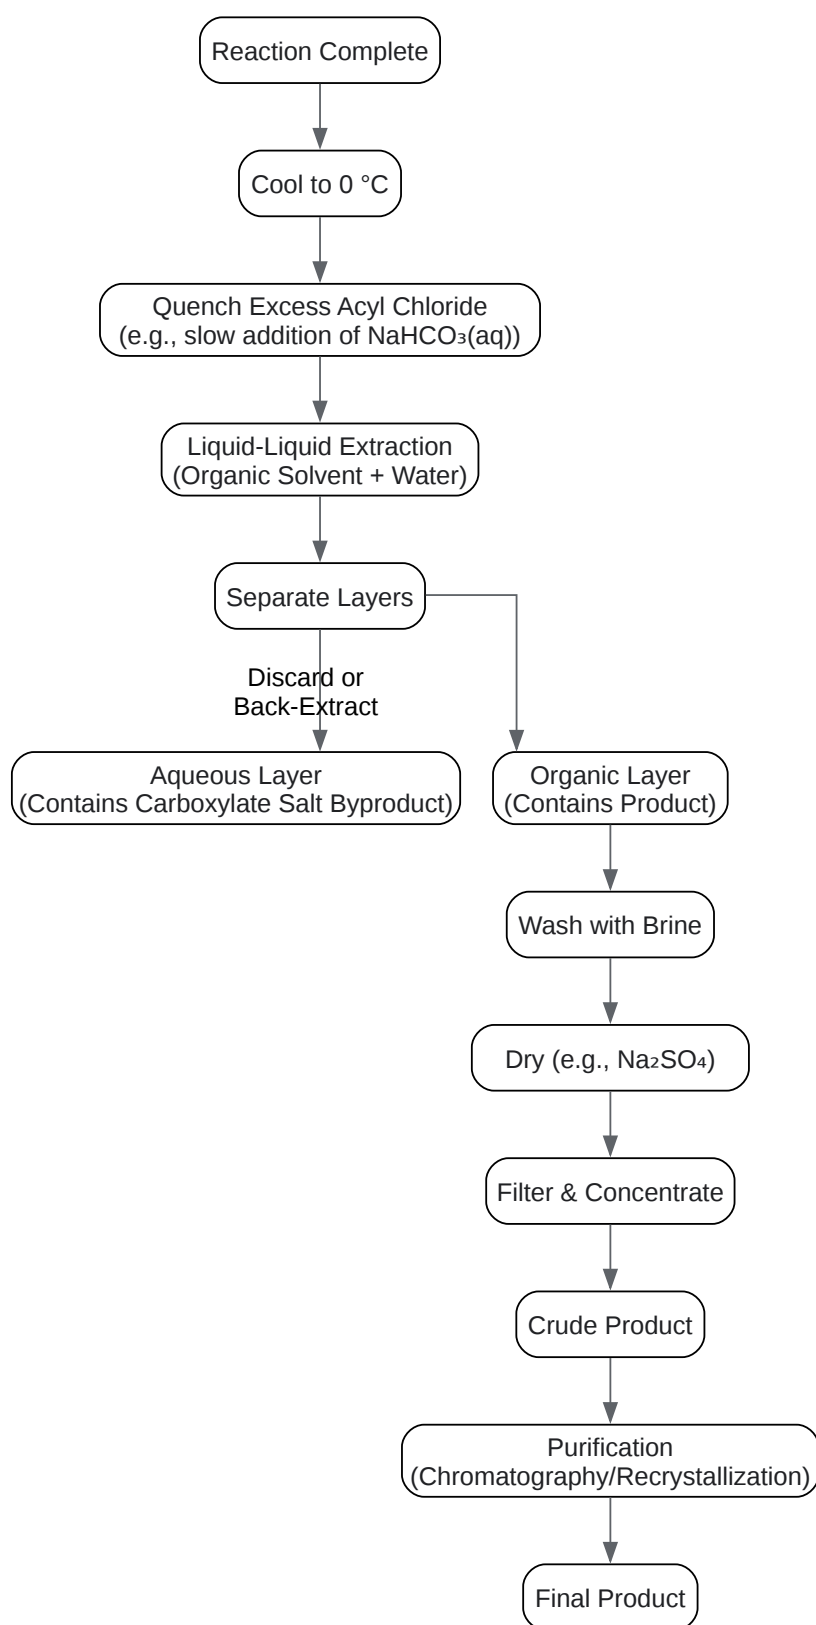 Reaction Complete
Cool to 0 °C
Quench Excess Acyl Chloride
(e.g., slow addition of NaHCO₃(aq))
Liquid-Liquid Extraction
(Organic Solvent + Water)
Separate Layers
Discard or
Back-Extract
Aqueous Layer
(Contains Carboxylate Salt Byproduct)
Organic Layer
(Contains Product)
Wash with Brine
Dry (e.g., Na₂SO₄)
Filter & Concentrate
Crude Product
Purification
(Chromatography/Recrystallization)
Final Product